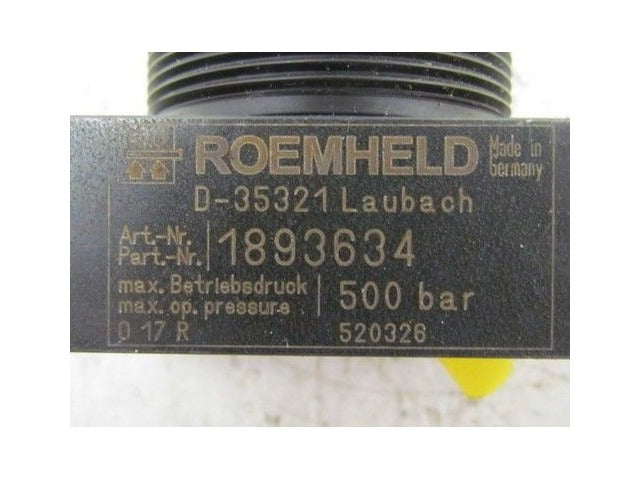 ROEMHELD Made in Germany
D-35321 Laubach
Art.-Nr. Part.-Nr. 1893634
max. Betriebsdruck max. op. pressure 500 bar
0 17 R 520326